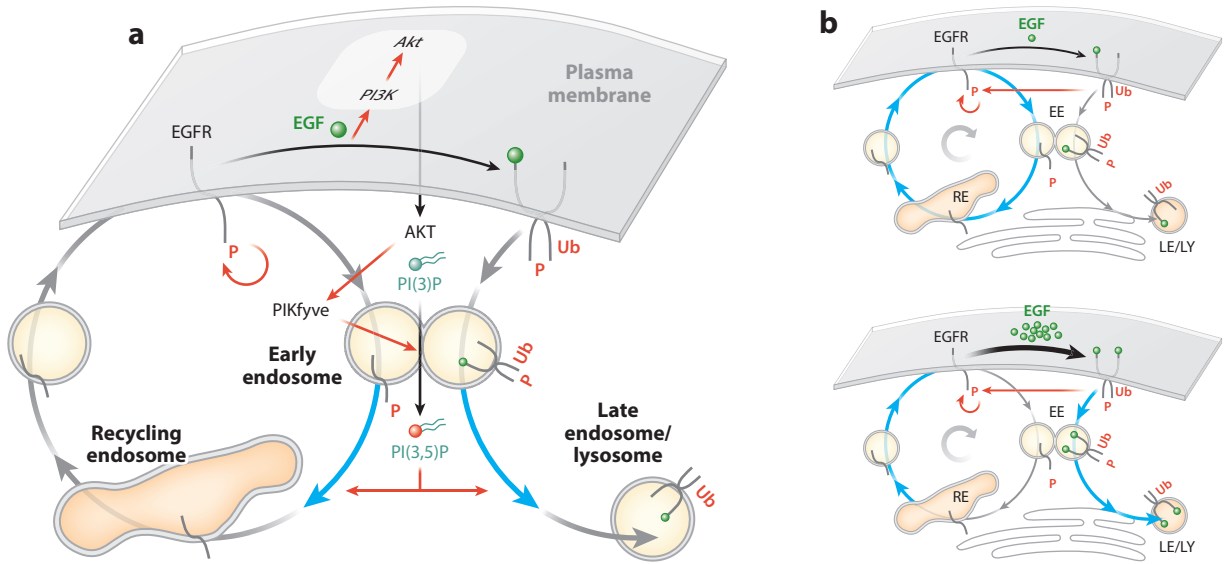 a
Akt
PI3K
Plasma
membrane
EGF
EGFR
P
AKT
Ub
P
PI(3)P
PIKfyve
Early
endosome
Ub
P
P
Recycling
endosome
PI(3,5)P
Late
endosome/
lysosome
Ub
b
EGF
EGFR
P
Ub
P
EE
Ub
P
P
RE
Ub
LE/LY
EGF
EGFR
P
Ub
P
EE
Ub
P
P
RE
Ub
LE/LY